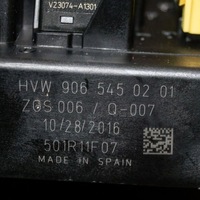 V23074-A1301
HVW 906 545 02 01
ZGS 006 / Q-007
10/28/2016
501R11F07
MADE IN SPAIN